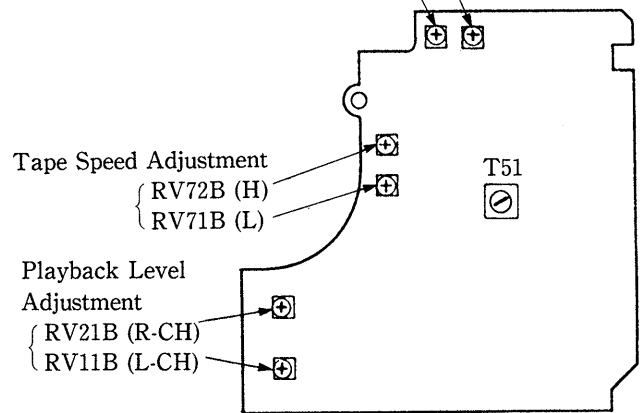 Tape Speed Adjustment
RV72B (H)
RV71B (L)
T51
Playback Level
Adjustment
RV21B (R-CH)
RV11B (L-CH)